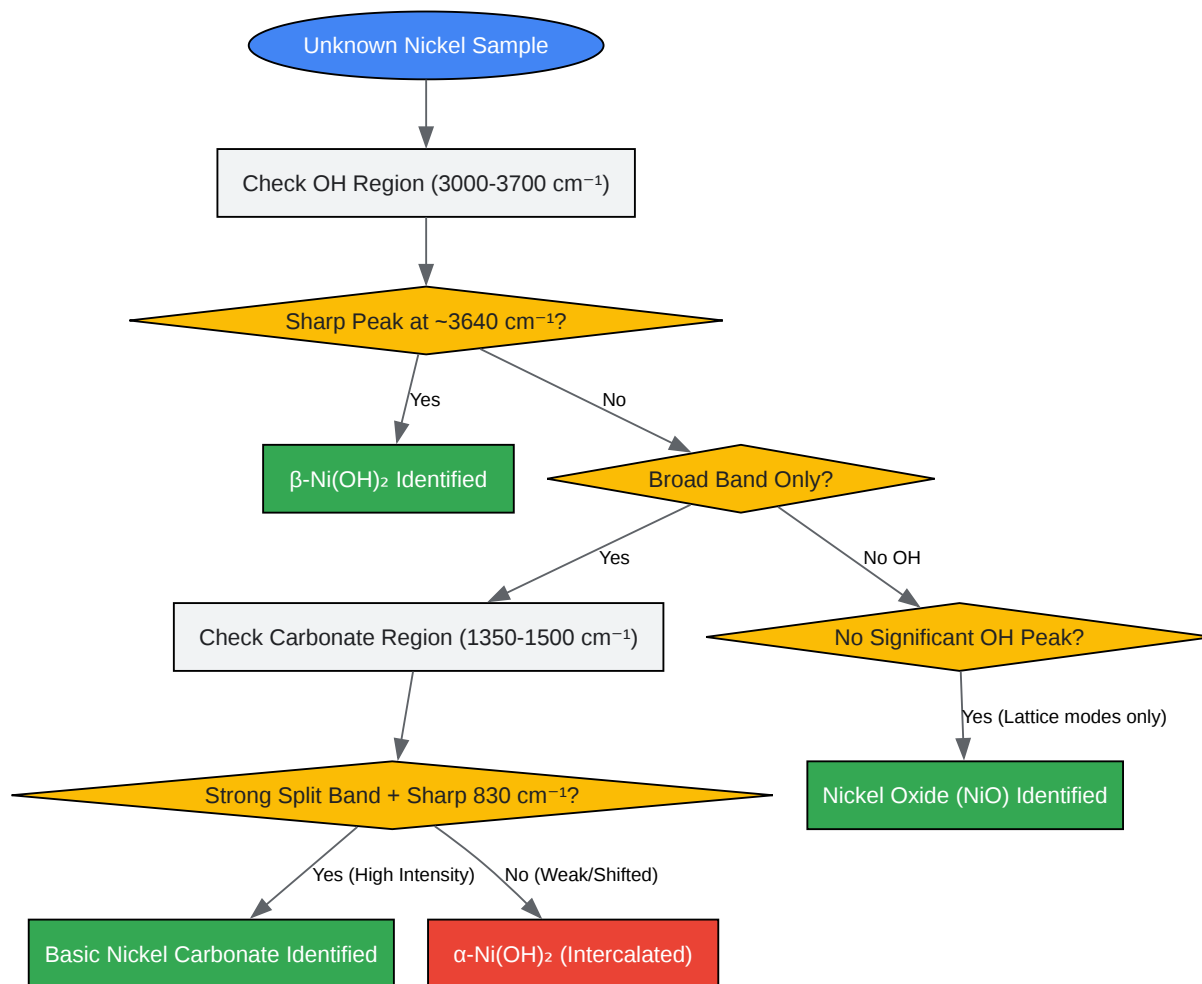 Unknown Nickel Sample
Check OH Region (3000-3700 cm⁻¹)
Sharp Peak at ~3640 cm⁻¹?
Yes
No
β-Ni(OH)₂ Identified
Broad Band Only?
Yes
No OH
Check Carbonate Region (1350-1500 cm⁻¹)
No Significant OH Peak?
Yes (Lattice modes only)
Strong Split Band + Sharp 830 cm⁻¹?
Nickel Oxide (NiO) Identified
Yes (High Intensity)
No (Weak/Shifted)
Basic Nickel Carbonate Identified
α-Ni(OH)₂ (Intercalated)